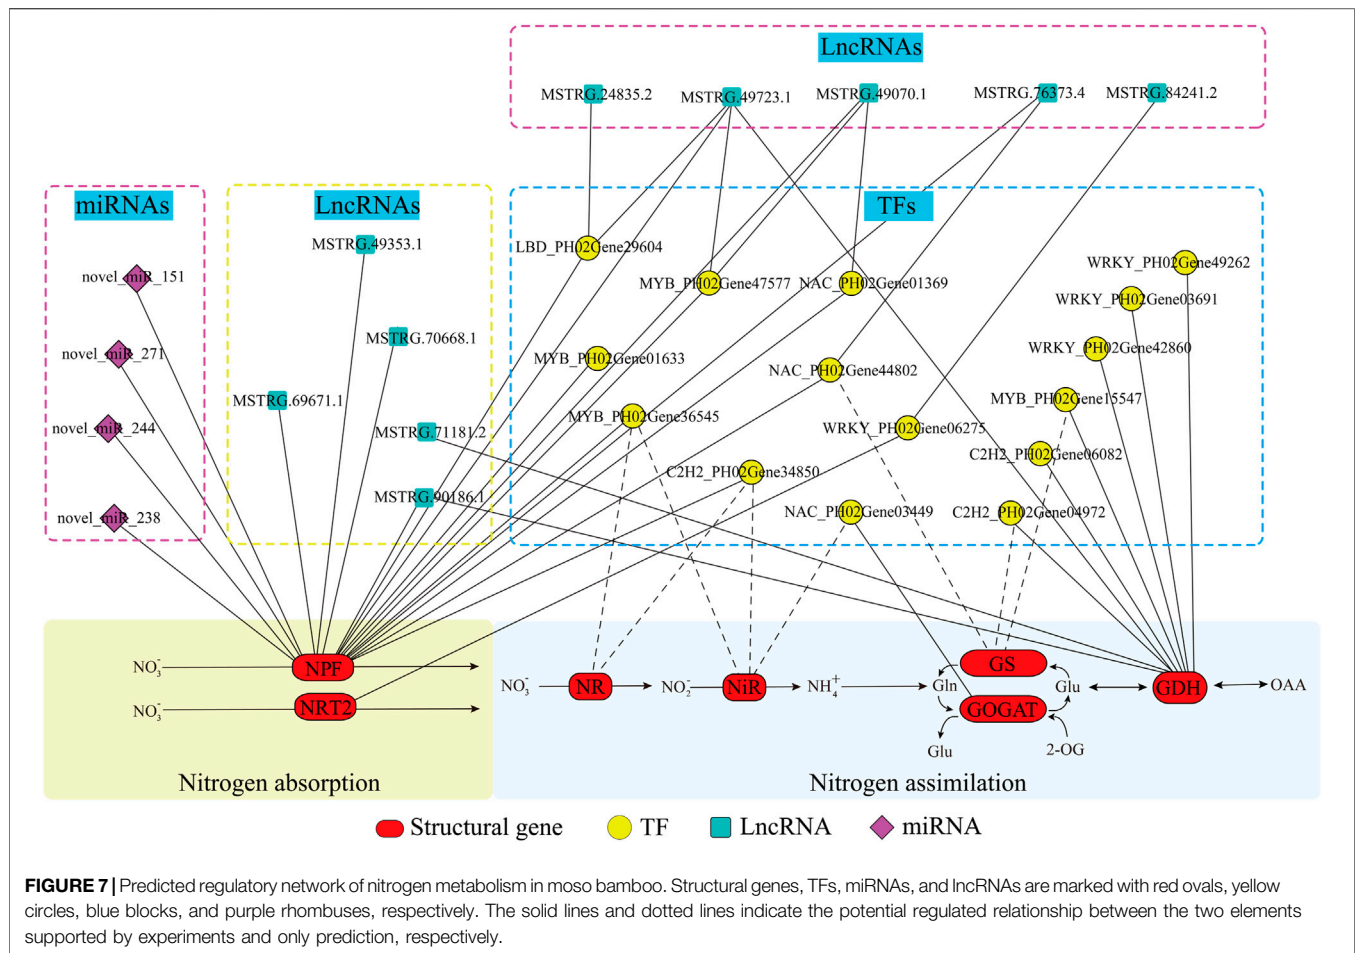 LncRNAs
MSTRG.24835.2
MSTRG.49723.1
MSTRG.49070.1
MSTRG.76373.4
MSTRG.84241.2
miRNAs
novel_miR_151
novel_miR_271
novel_miR_244
novel_miR_238
LncRNAs
MSTRG.49353.1
MSTRG.70668.1
MSTRG.69671.1
MSTRG.71181.2
MSTRG.90186.1
TFs
LBD_PH02Gene29604
MYB_PH02Gene47577
NAC_PH02Gene01369
WRKY_PH02Gene49262
WRKY_PH02Gene03691
MYB_PH02Gene01633
NAC_PH02Gene44802
WRKY_PH02Gene42860
MYB_PH02Gene36545
MYB_PH02Gene15547
WRKY_PH02Gene06275
C2H2_PH02Gene06082
C2H2_PH02Gene34850
NAC_PH02Gene03449
C2H2_PH02Gene04972
NO₃⁻ NPF
NO₃⁻ NRT2
Nitrogen absorption
NO₃⁻ NR NO₂⁻ NiR NH₄⁺ Gln GS Glu GDH OAA
GOGAT
Glu 2-OG
Nitrogen assimilation
Structural gene TF LncRNA miRNA
FIGURE 7 | Predicted regulatory network of nitrogen metabolism in moso bamboo. Structural genes, TFs, miRNAs, and lncRNAs are marked with red ovals, yellow
circles, blue blocks, and purple rhombuses, respectively. The solid lines and dotted lines indicate the potential regulated relationship between the two elements
supported by experiments and only prediction, respectively.